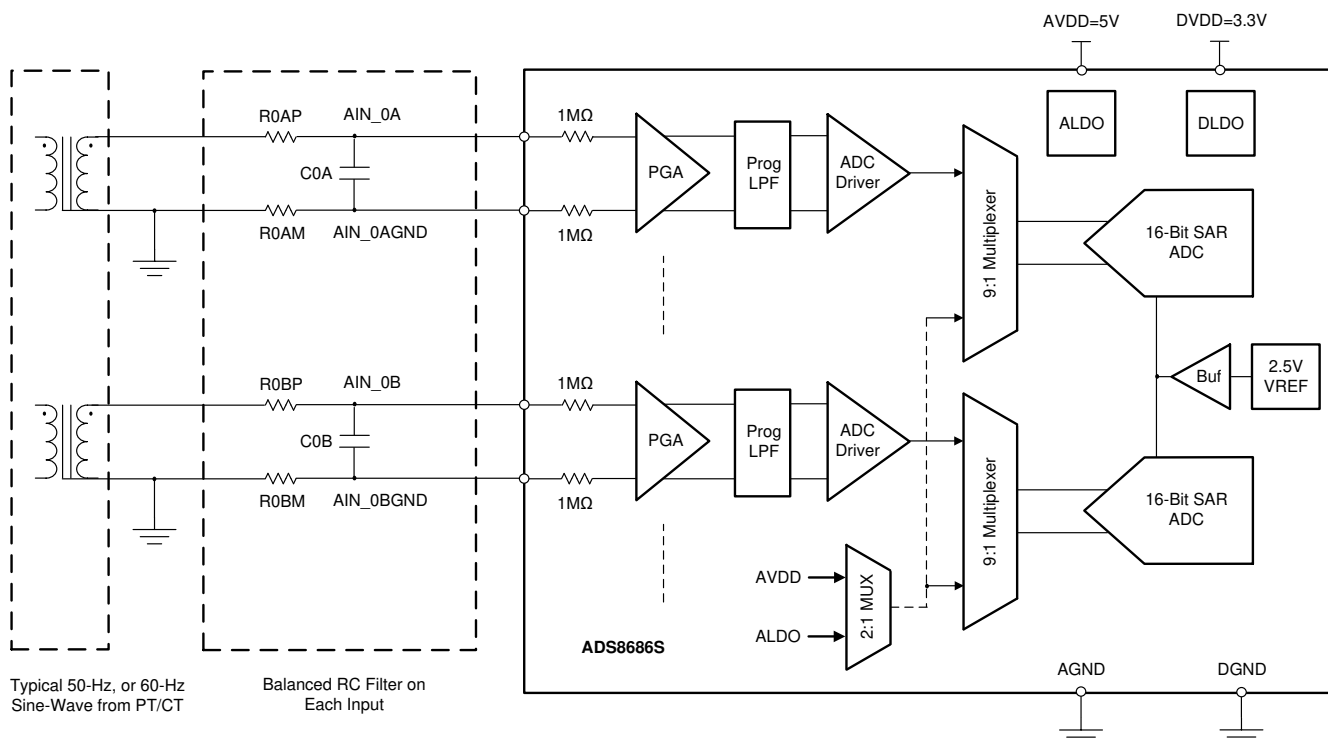 AVDD=5V
DVDD=3.3V
R0AP
AIN_0A
1MΩ
ALDO
DLDO
C0A
PGA
Prog
LPF
ADC
Driver
9:1 Multiplexer
16-Bit SAR
ADC
R0AM
AIN_0AGND
1MΩ
Buf
2.5V
VREF
R0BP
AIN_0B
1MΩ
C0B
PGA
Prog
LPF
ADC
Driver
9:1 Multiplexer
16-Bit SAR
ADC
R0BM
AIN_0BGND
1MΩ
AVDD
ALDO
2:1 MUX
ADS8686S
AGND
DGND
Typical 50-Hz, or 60-Hz
Sine-Wave from PT/CT
Balanced RC Filter on
Each Input